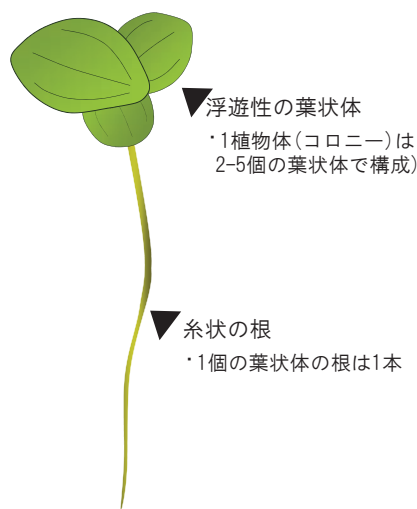 浮遊性の葉状体
・1植物体(コロニー)は
2-5個の葉状体で構成)
糸状の根
・1個の葉状体の根は1本